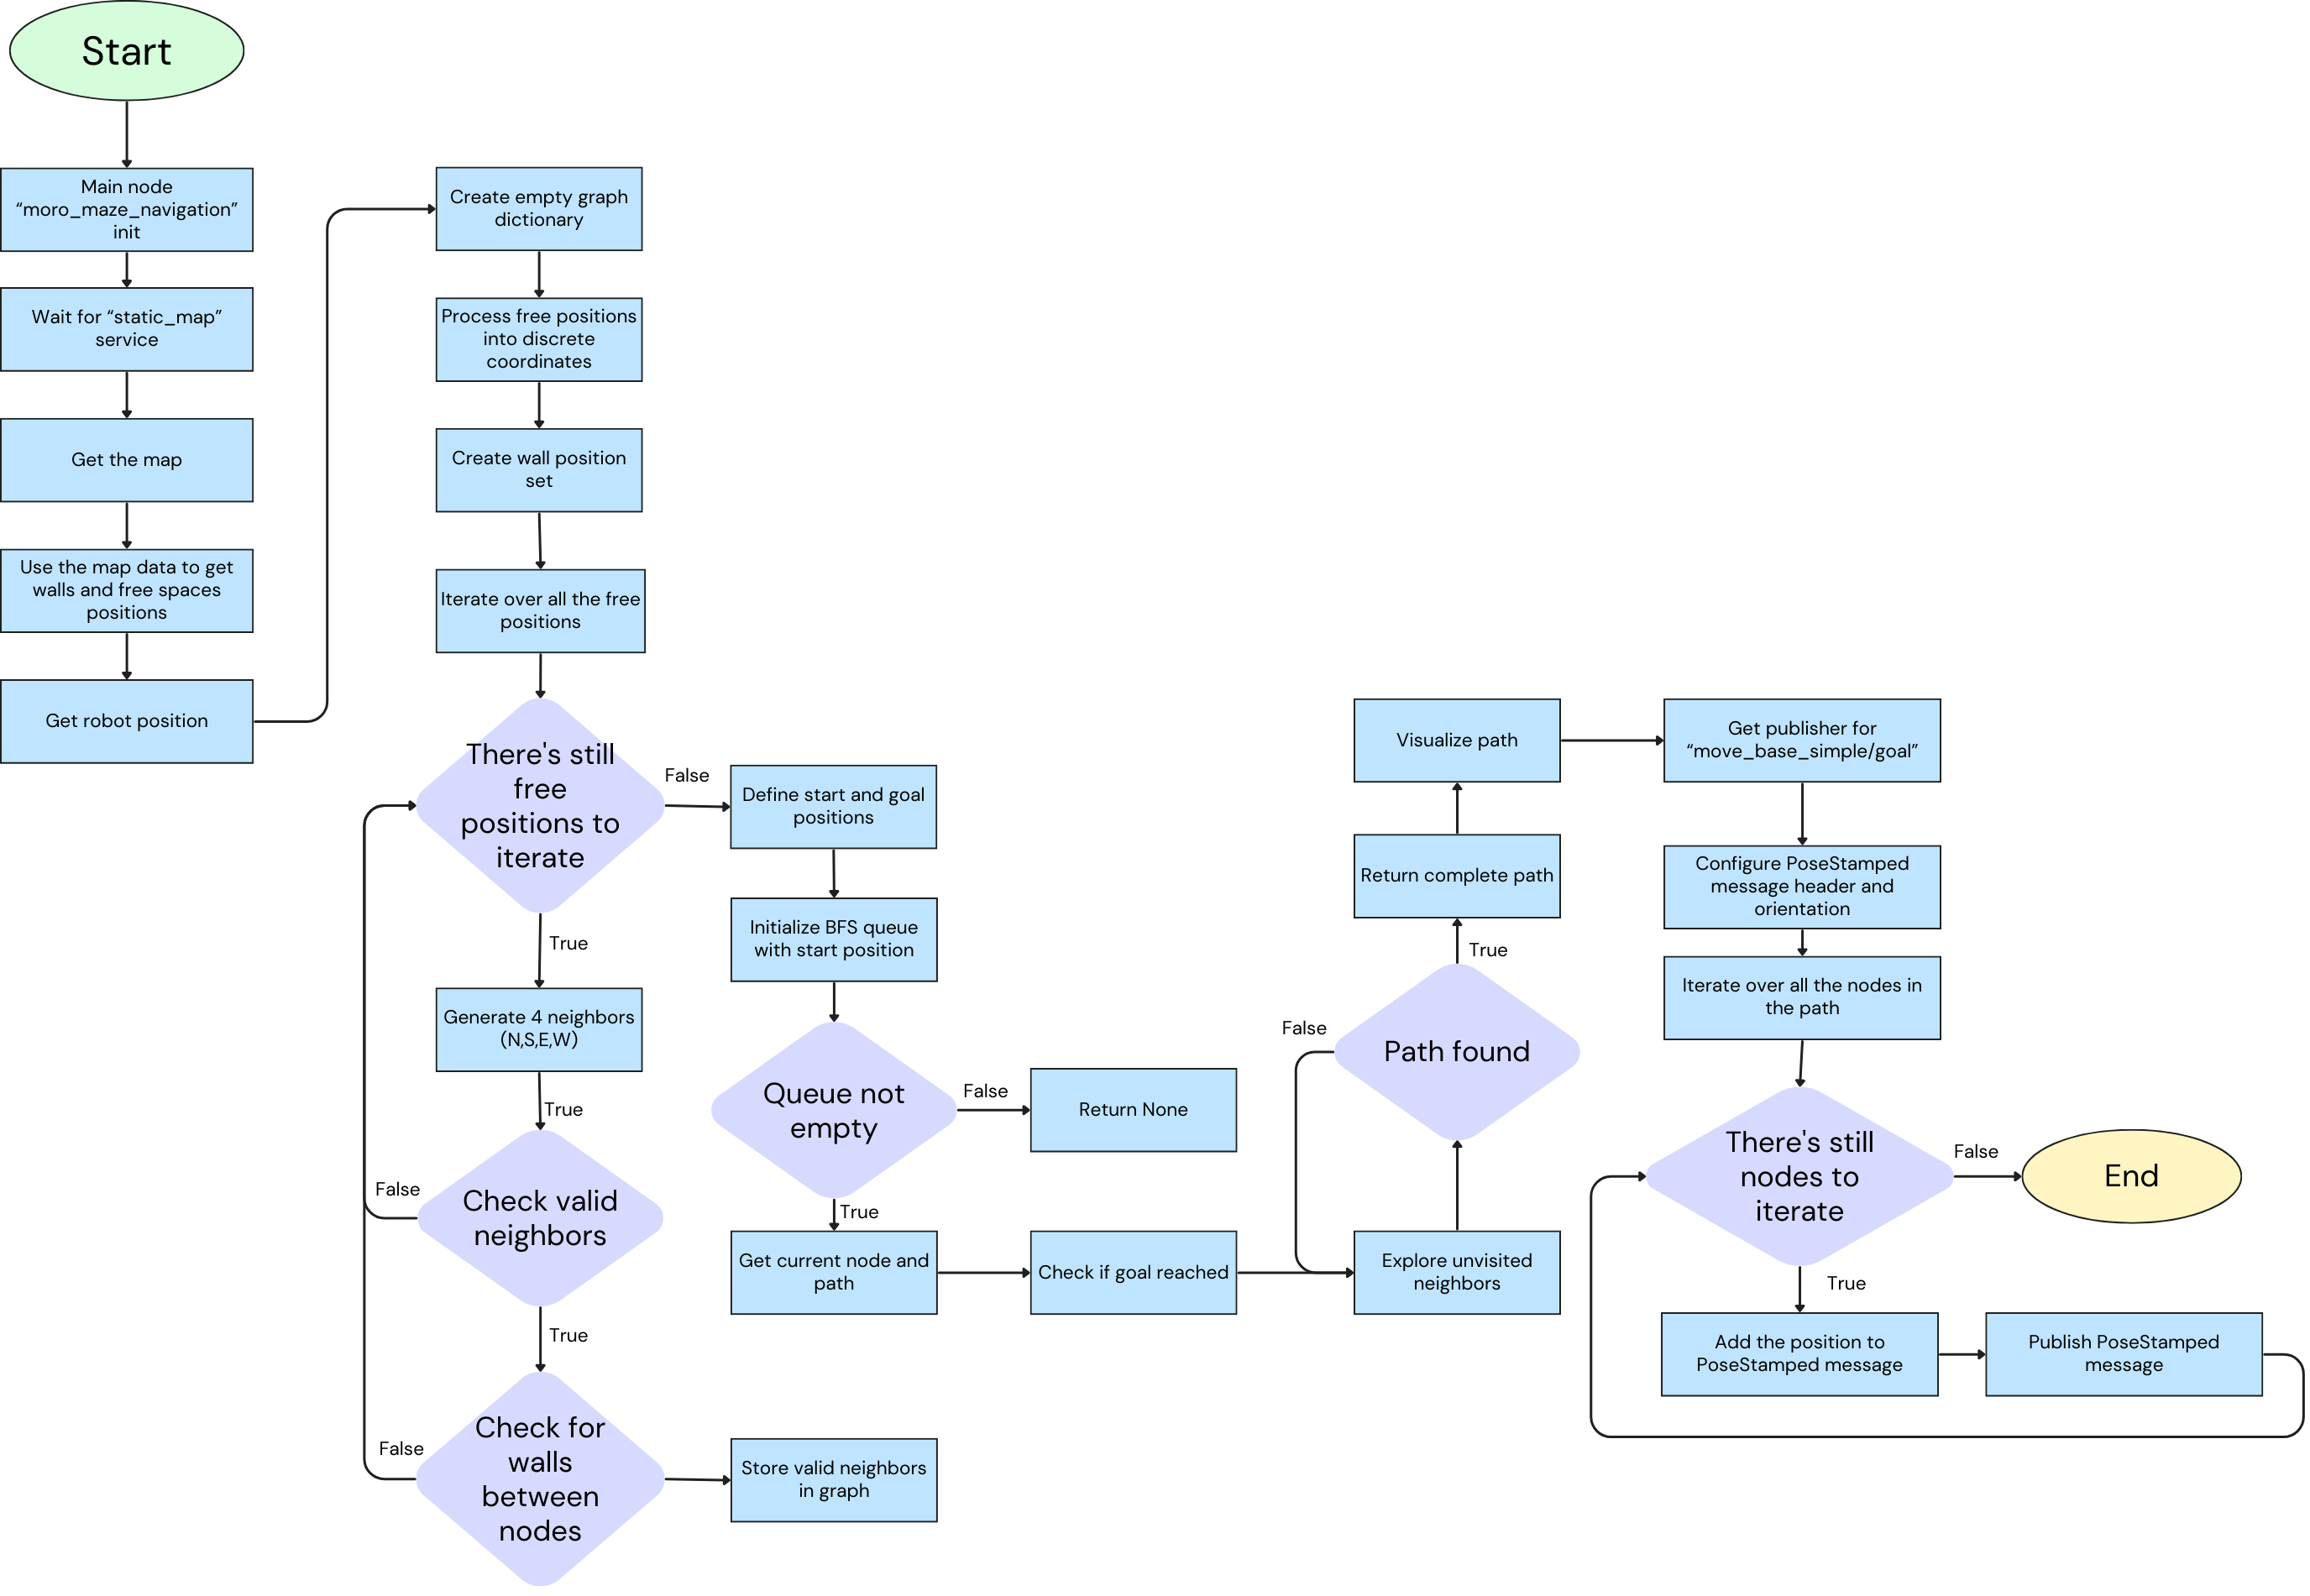 Start
Main node
“moro_maze_navigation”
init
Wait for “static_map”
service
Get the map
Use the map data to get
walls and free spaces
positions
Get robot position
Create empty graph
dictionary
Process free positions
into discrete
coordinates
Create wall position
set
Iterate over all the free
positions
There's still
free
positions to
iterate
False
True
Generate 4 neighbors
(N,S,E,W)
True
Check valid
neighbors
False
True
Check for
walls
between
nodes
False
Store valid neighbors
in graph
Define start and goal
positions
Initialize BFS queue
with start position
Queue not
empty
False
Return None
True
Get current node and
path
Check if goal reached
Explore unvisited
neighbors
Path found
False
True
Return complete path
Visualize path
Get publisher for
“move_base_simple/goal”
Configure PoseStamped
message header and
orientation
Iterate over all the nodes in
the path
There's still
nodes to
iterate
False
End
True
Add the position to
PoseStamped message
Publish PoseStamped
message